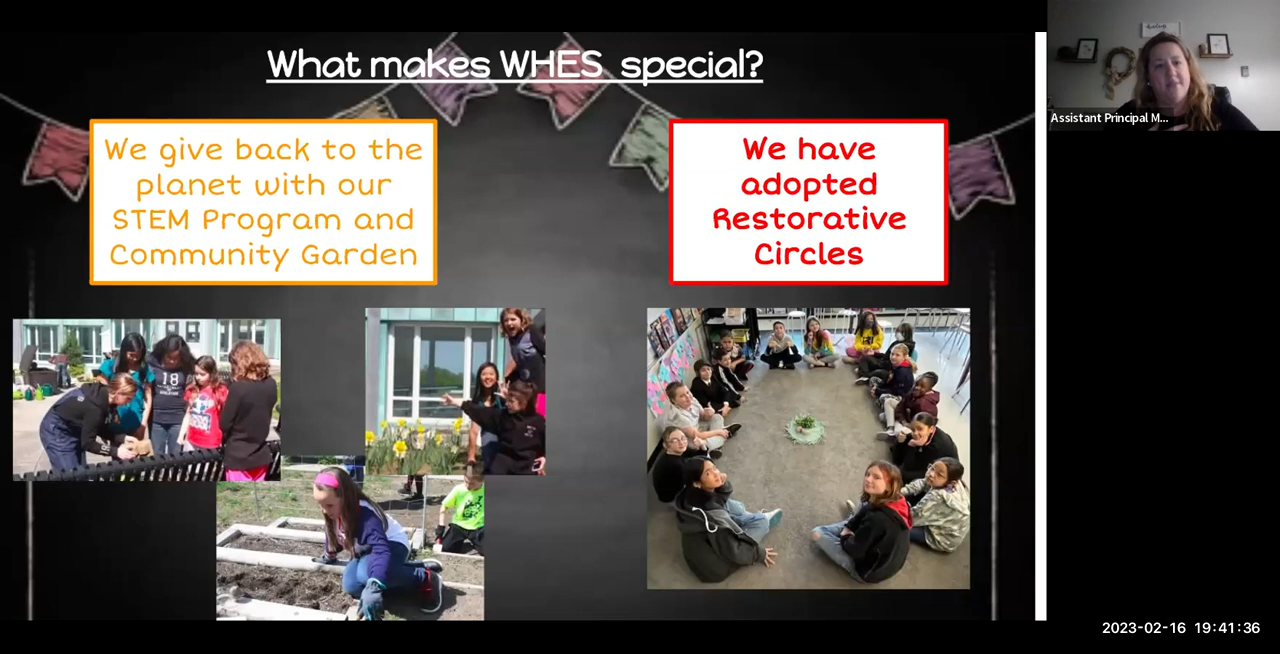 What makes WHES special?
We give back to the
planet with our
STEM Program and
Community Garden
We have
adopted
Restorative
Circles
18
Assistant Principal M...
2023-02-16 19:41:36